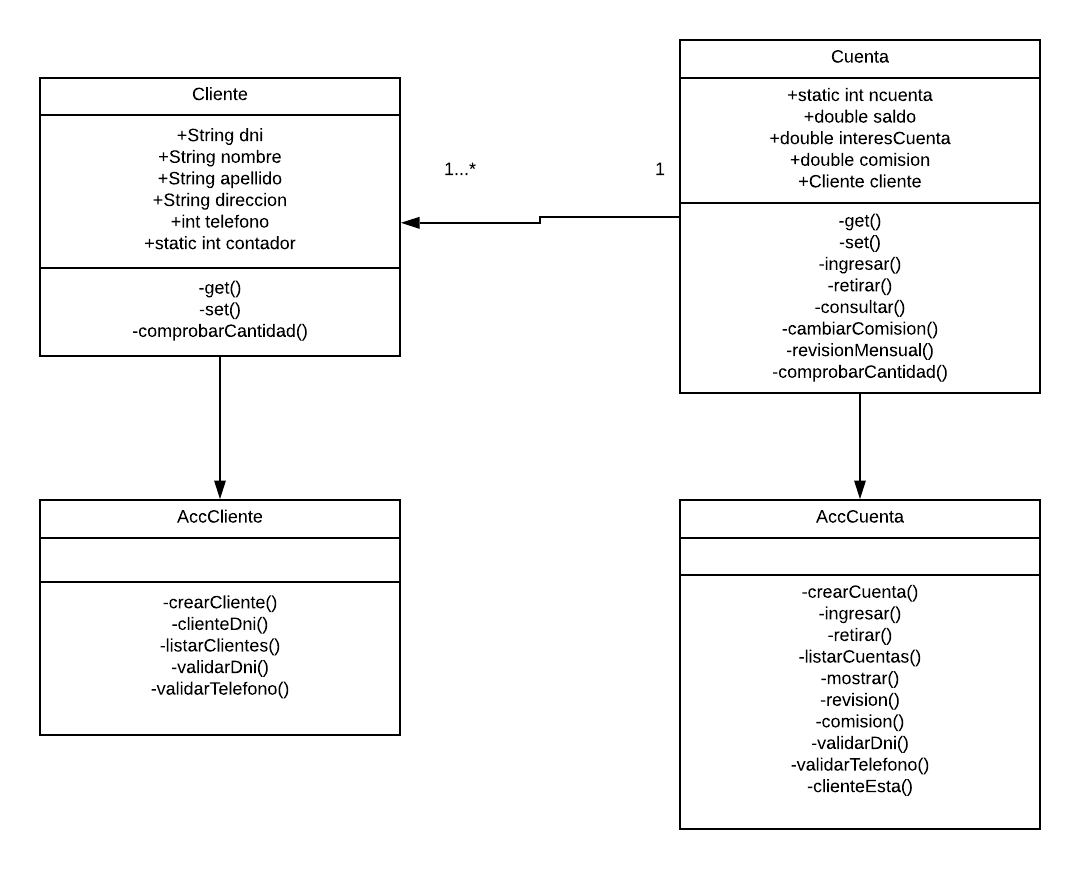 Cliente
+String dni
+String nombre
+String apellido
+String direccion
+int telefono
+static int contador
-get()
-set()
-comprobarCantidad()
1...*
1
Cuenta
+static int ncuenta
+double saldo
+double interesCuenta
+double comision
+Cliente cliente
-get()
-set()
-ingresar()
-retirar()
-consultar()
-cambiarComision()
-revisionMensual()
-comprobarCantidad()
AccCliente
-crearCliente()
-clienteDni()
-listarClientes()
-validarDni()
-validarTelefono()
AccCuenta
-crearCuenta()
-ingresar()
-retirar()
-listarCuentas()
-mostrar()
-revision()
-comision()
-validarDni()
-validarTelefono()
-clienteEsta()